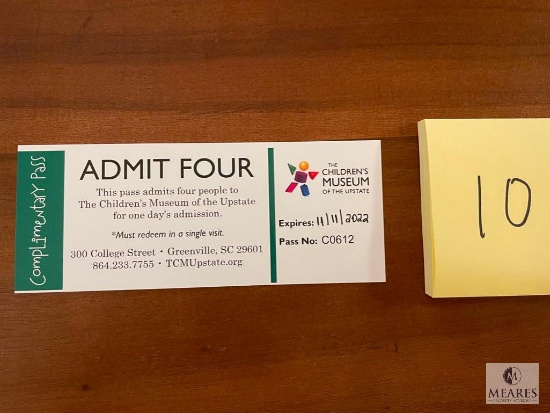 Complimentary Pass
ADMIT FOUR
This pass admits four people to
The Children's Museum of the Upstate
for one day's admission.
*Must redeem in a single visit.
300 College Street • Greenville, SC 29601
864.233.7755 • TCMUpstate.org
THE
CHILDREN'S
MUSEUM
OF THE UPSTATE
Expires: 11/11/2022
Pass No: C0612
10
M
MEARES